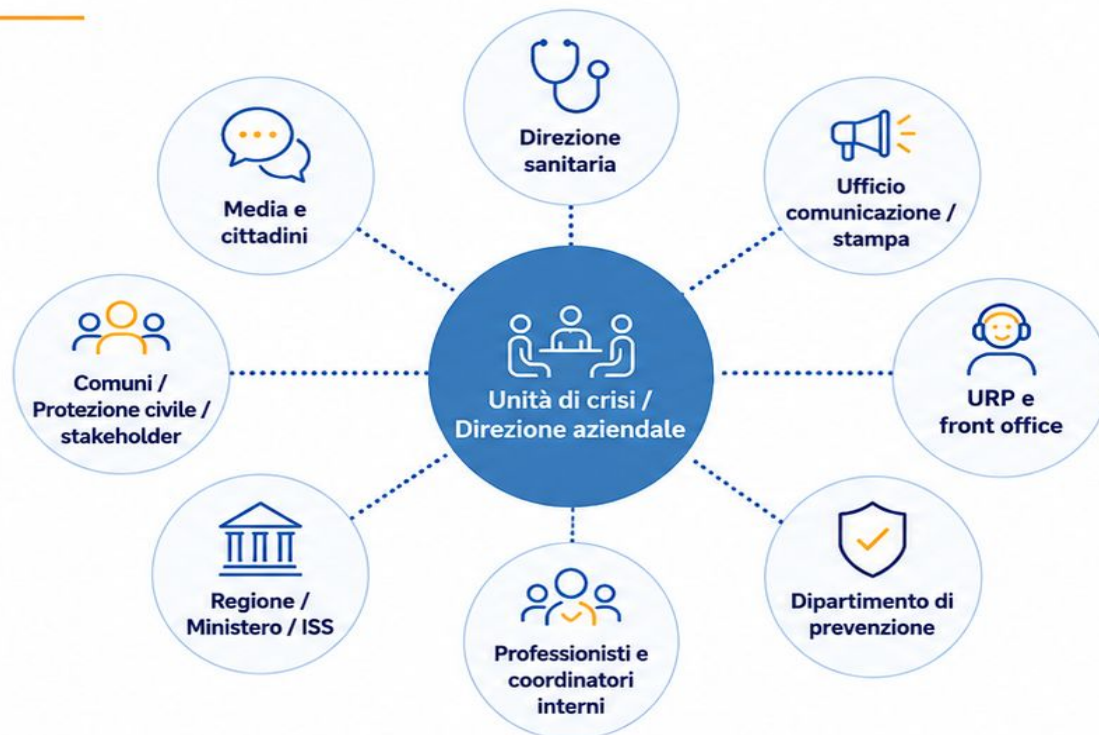 Direzione
sanitaria
Media e
cittadini
Ufficio
comunicazione /
stampa
Comuni /
Protezione civile /
stakeholder
Unità di crisi /
Direzione aziendale
URP e
front office
Regione /
Ministero / ISS
Professionisti e
coordinatori
interni
Dipartimento di
prevenzione